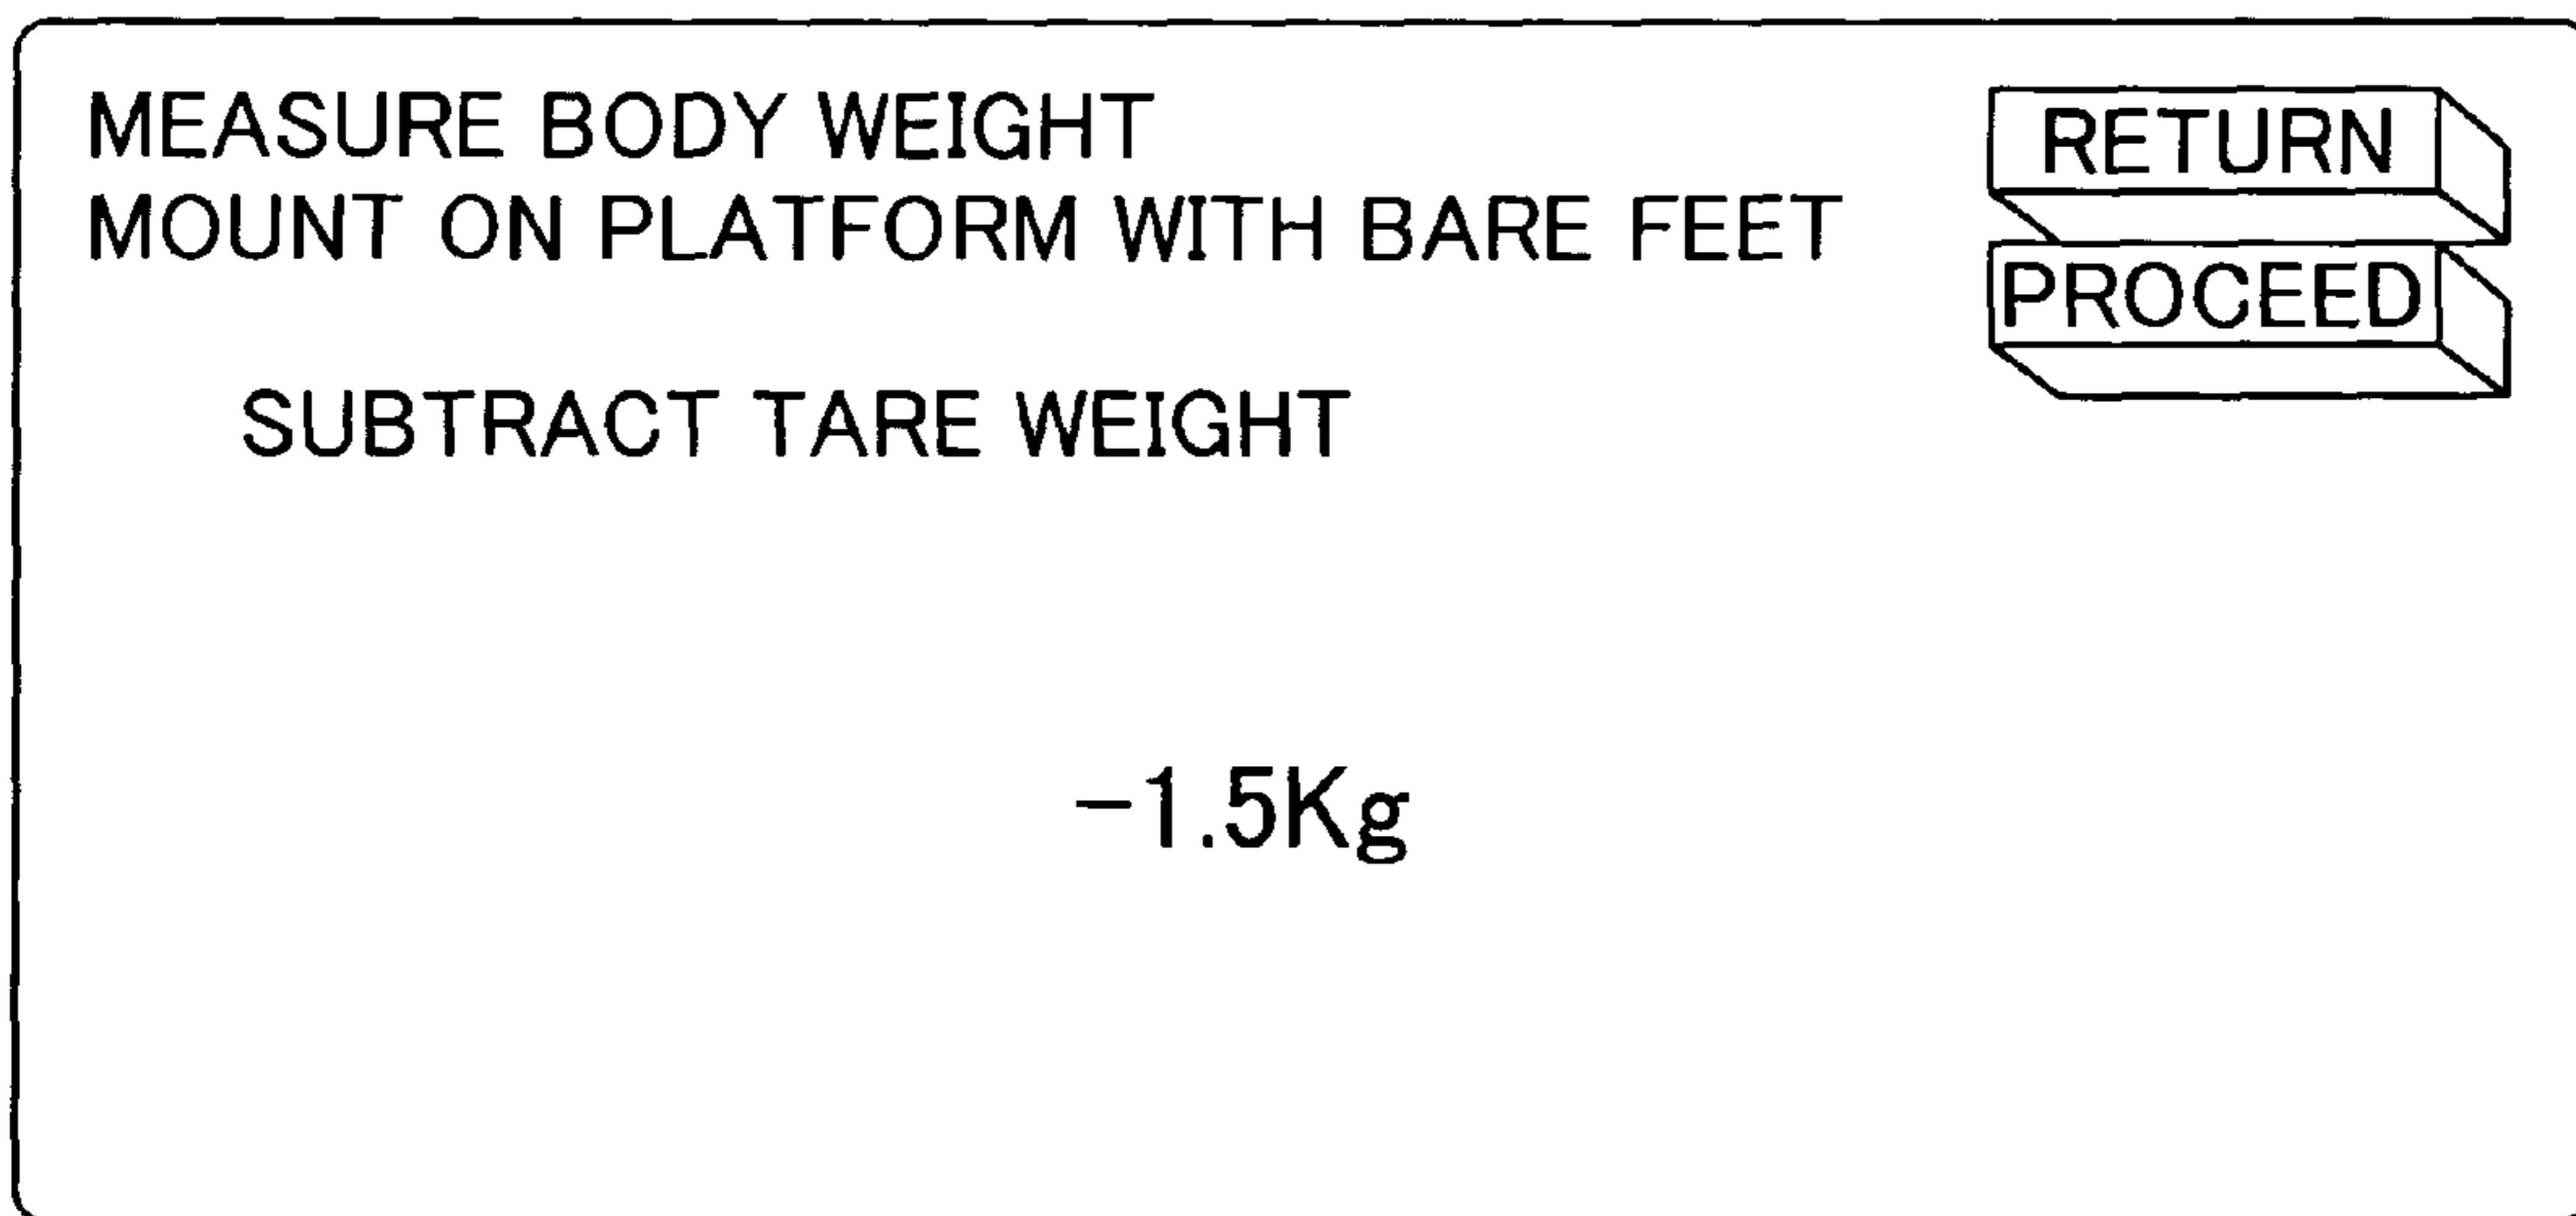 MEASURE BODY WEIGHT
MOUNT ON PLATFORM WITH BARE FEET
RETURN
PROCEED
SUBTRACT TARE WEIGHT
−1.5Kg